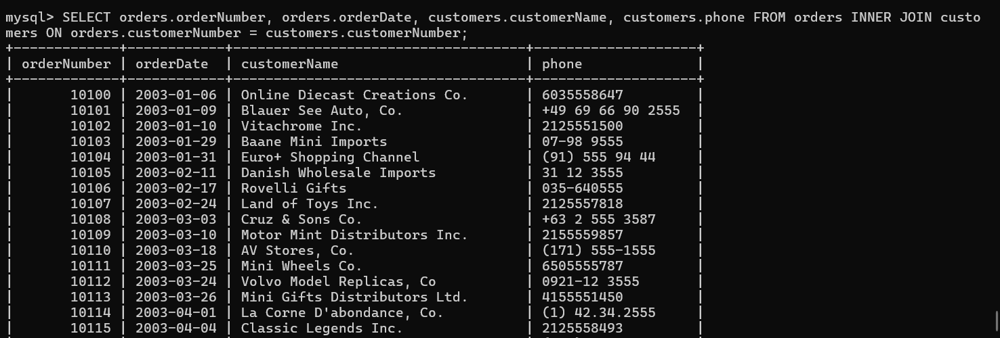 mysql> SELECT orders.orderNumber, orders.orderDate, customers.customerName, customers.phone FROM orders INNER JOIN custo
mers ON orders.customerNumber = customers.customerNumber;
+-------------+------------+------------------------------------+--------------------+
| orderNumber | orderDate  | customerName                       | phone              |
+-------------+------------+------------------------------------+--------------------+
|       10100 | 2003-01-06 | Online Diecast Creations Co.       | 6035558647         |
|       10101 | 2003-01-09 | Blauer See Auto, Co.               | +49 69 66 90 2555  |
|       10102 | 2003-01-10 | Vitachrome Inc.                    | 2125551500         |
|       10103 | 2003-01-29 | Baane Mini Imports                 | 07-98 9555         |
|       10104 | 2003-01-31 | Euro+ Shopping Channel             | (91) 555 94 44     |
|       10105 | 2003-02-11 | Danish Wholesale Imports           | 31 12 3555         |
|       10106 | 2003-02-17 | Rovelli Gifts                      | 035-640555         |
|       10107 | 2003-02-24 | Land of Toys Inc.                  | 2125557818         |
|       10108 | 2003-03-03 | Cruz & Sons Co.                    | +63 2 555 3587     |
|       10109 | 2003-03-10 | Motor Mint Distributors Inc.       | 2155559857         |
|       10110 | 2003-03-18 | AV Stores, Co.                     | (171) 555-1555     |
|       10111 | 2003-03-25 | Mini Wheels Co.                    | 6505555787         |
|       10112 | 2003-03-24 | Volvo Model Replicas, Co           | 0921-12 3555       |
|       10113 | 2003-03-26 | Mini Gifts Distributors Ltd.       | 4155551450         |
|       10114 | 2003-04-01 | La Corne D'abondance, Co.          | (1) 42.34.2555     |
|       10115 | 2003-04-04 | Classic Legends Inc.               | 2125558493         |